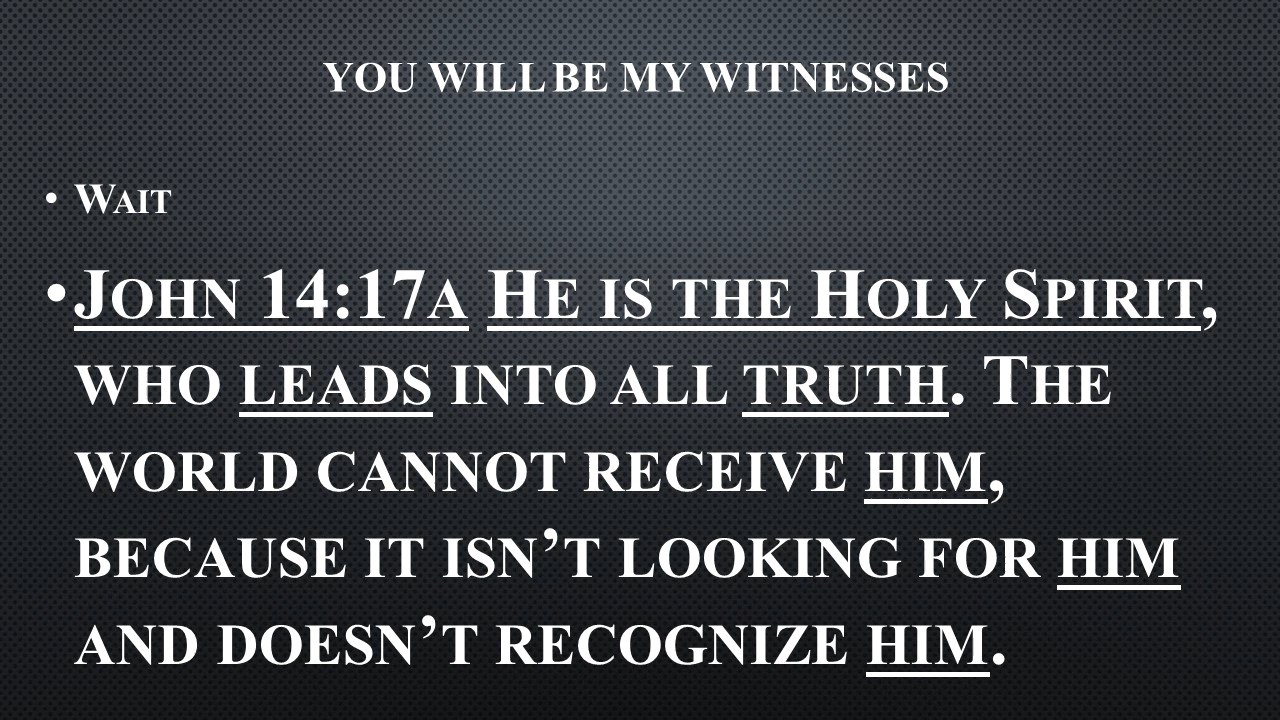 YOU WILL BE MY WITNESSES
• Wait
• John 14:17a He is the Holy Spirit,
who leads into all truth. The
world cannot receive him,
because it isn’t looking for him
and doesn’t recognize him.